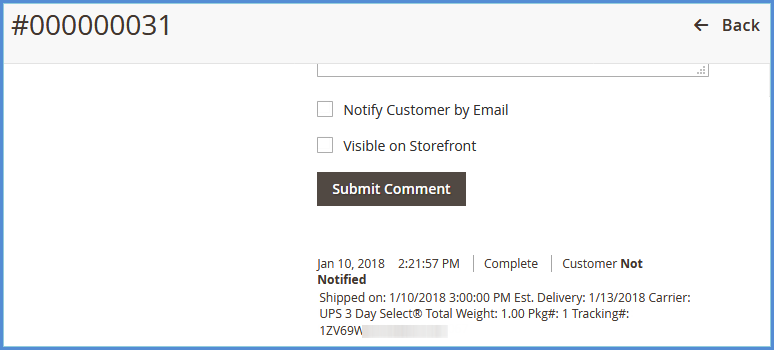 #000000031
← Back
Notify Customer by Email
Visible on Storefront
Submit Comment
Jan 10, 2018 2:21:57 PM | Complete | Customer Not
Notified
Shipped on: 1/10/2018 3:00:00 PM Est. Delivery: 1/13/2018 Carrier:
UPS 3 Day Select® Total Weight: 1.00 Pkg#: 1 Tracking#:
1ZV69W